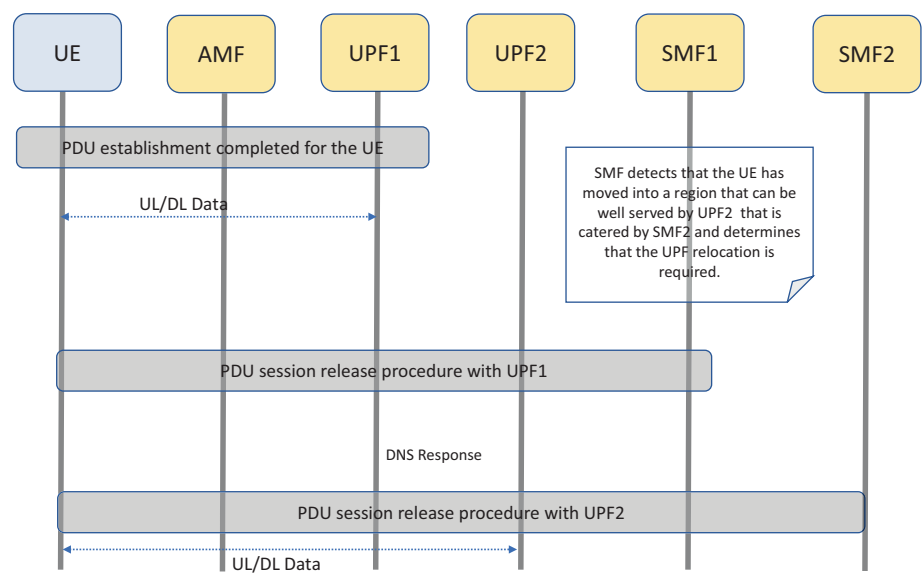 UE
AMF
UPF1
UPF2
SMF1
SMF2
PDU establishment completed for the UE
SMF detects that the UE has
moved into a region that can be
well served by UPF2 that is
catered by SMF2 and determines
that the UPF relocation is
required.
UL/DL Data
PDU session release procedure with UPF1
DNS Response
PDU session release procedure with UPF2
UL/DL Data